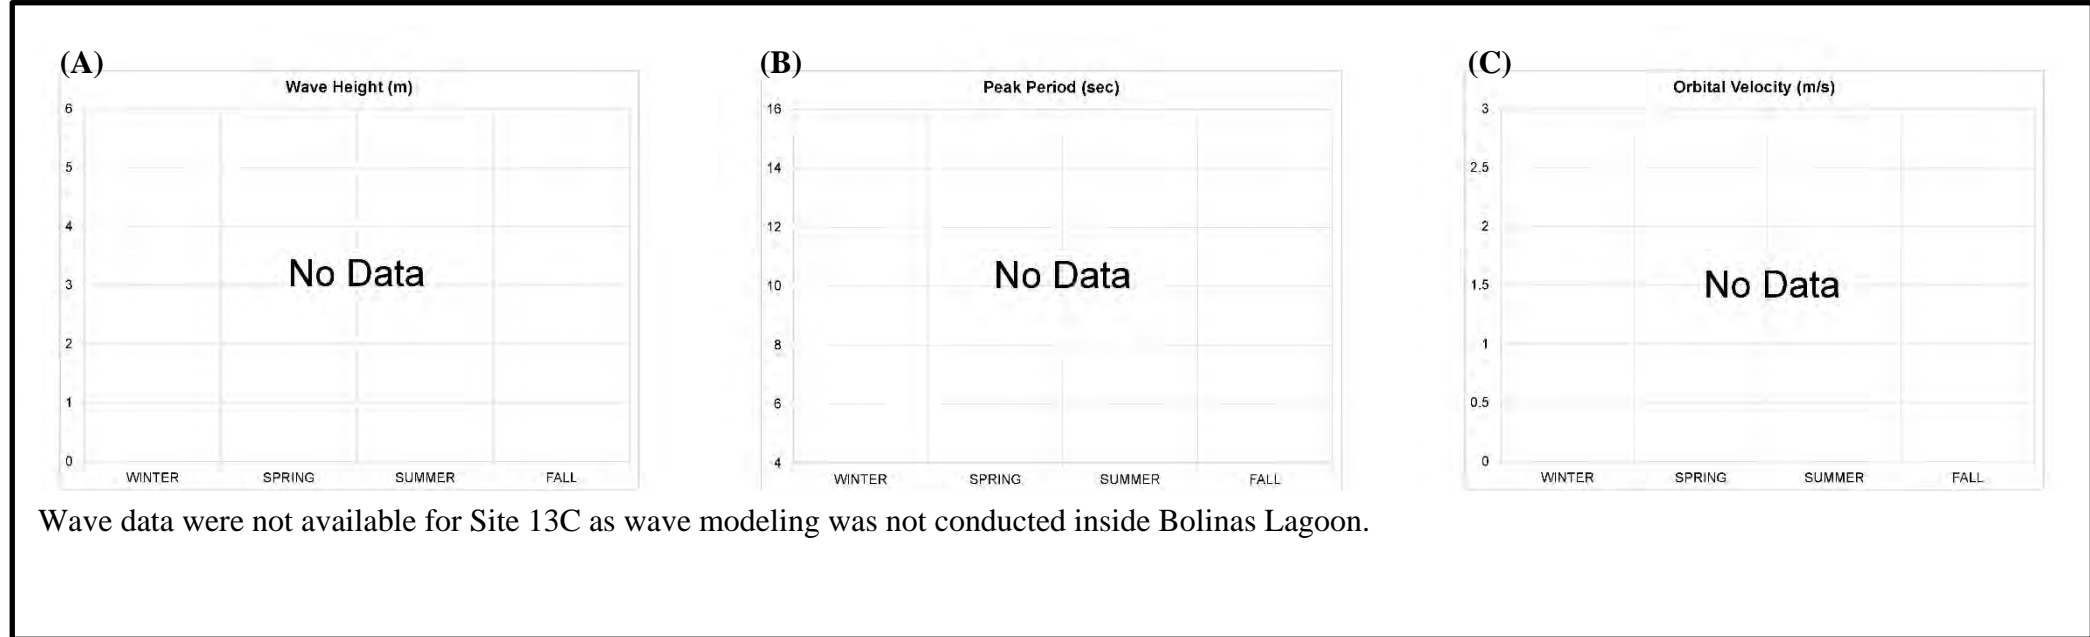 (A)
Wave Height (m)
6
5
4
3
2
1
0
No Data
WINTER SPRING SUMMER FALL
(B)
Peak Period (sec)
16
14
12
10
8
6
4
No Data
WINTER SPRING SUMMER FALL
(C)
Orbital Velocity (m/s)
3
2.5
2
1.5
1
0.5
0
No Data
WINTER SPRING SUMMER FALL
Wave data were not available for Site 13C as wave modeling was not conducted inside Bolinas Lagoon.